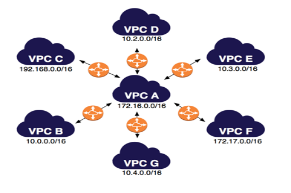 VPC D
10.2.0.0/16
VPC C
192.168.0.0/16
VPC E
10.3.0.0/16
VPC A
172.16.0.0/16
VPC B
10.0.0.0/16
VPC F
172.17.0.0/16
VPC G
10.4.0.0/16